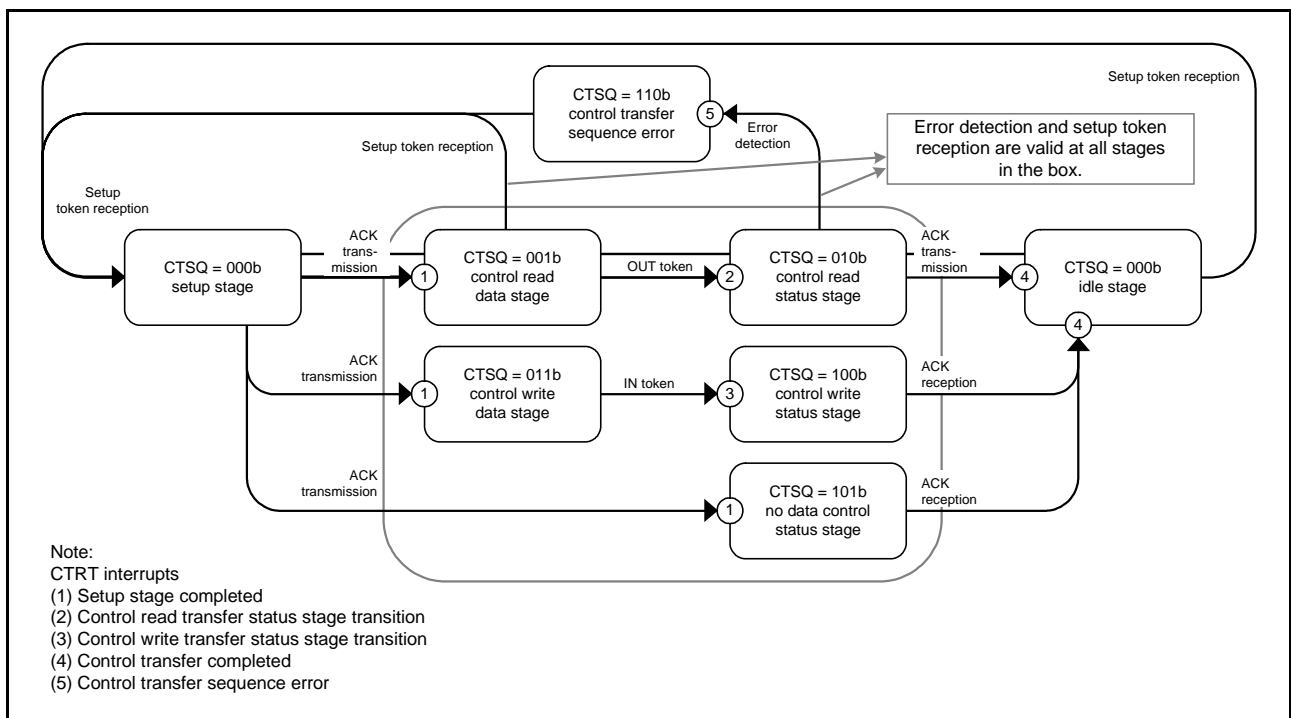 Setup token reception
CTSQ = 110b
control transfer
sequence error
5
Error
detection
Setup token reception
Error detection and setup token
reception are valid at all stages
in the box.
Setup
token reception
CTSQ = 000b
setup stage
ACK
trans-
mission
1
CTSQ = 001b
control read
data stage
OUT token
2
CTSQ = 010b
control read
status stage
ACK
trans-
mission
4
CTSQ = 000b
idle stage
4
ACK
transmission
1
CTSQ = 011b
control write
data stage
IN token
3
CTSQ = 100b
control write
status stage
ACK
reception
ACK
transmission
1
CTSQ = 101b
no data control
status stage
ACK
reception
Note:
CTRT interrupts
(1) Setup stage completed
(2) Control read transfer status stage transition
(3) Control write transfer status stage transition
(4) Control transfer completed
(5) Control transfer sequence error